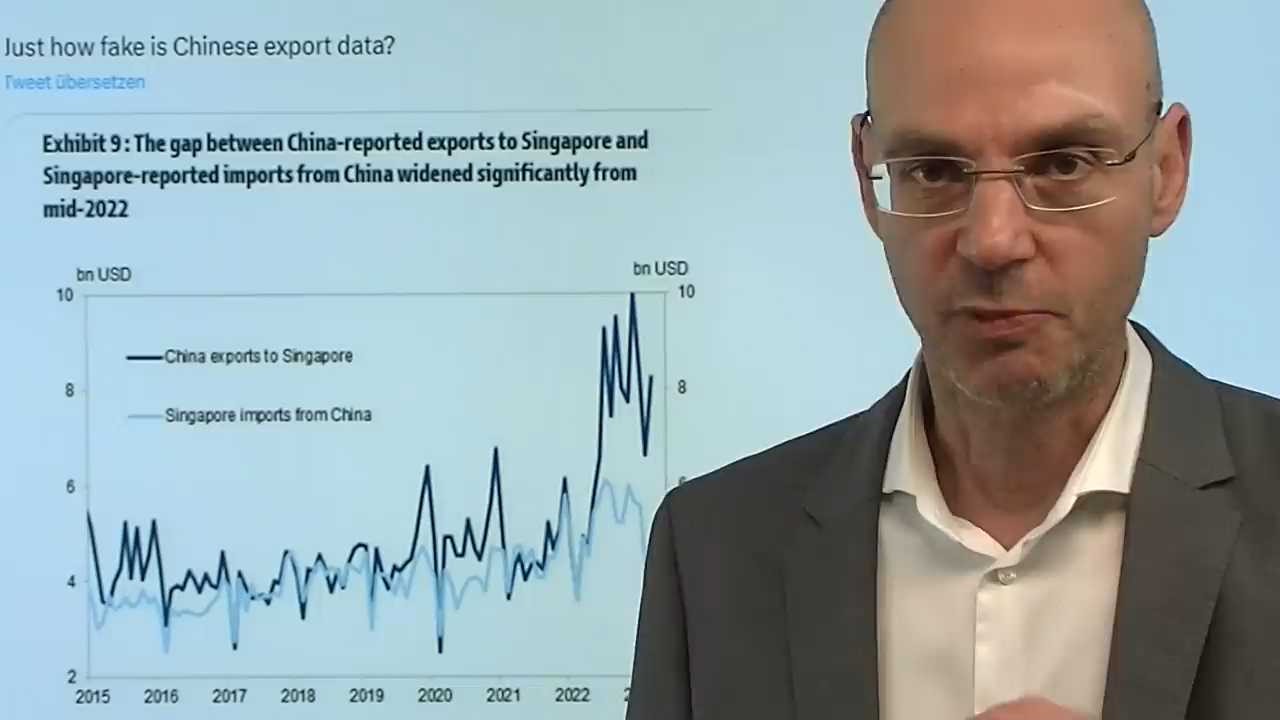 Just how fake is Chinese export data?
Tweet übersetzen
Exhibit 9: The gap between China-reported exports to Singapore and
Singapore-reported imports from China widened significantly from
mid-2022
bn USD bn USD
10 10
China exports to Singapore
8 8
Singapore imports from China
6 6
4
2
2015 2016 2017 2018 2019 2020 2021 2022 2